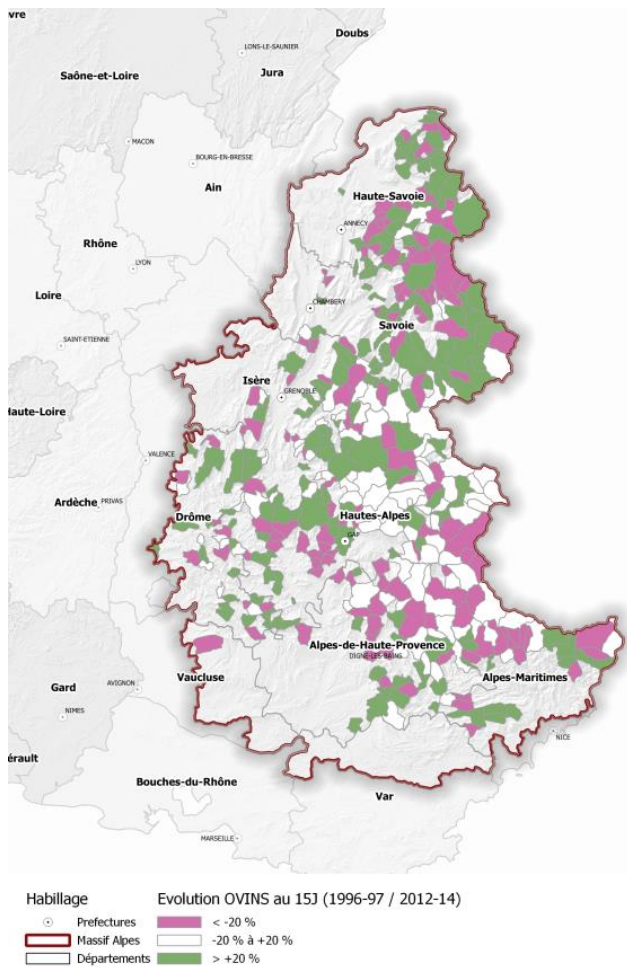 vre
Doubs
LONS-LE-SAUNIER
Saône-et-Loire
Jura
MACON
BOURG-EN-BRESSE
Ain
Haute-Savoie
ANNECY
Rhône
LYON
Loire
CHAMBERY
SAINT-ETIENNE
Savoie
Isère
GRENOBLE
Haute-Loire
VALENCE
Ardèche
PRIVAS
Drôme
Hautes-Alpes
GAP
Alpes-de-Haute-Provence
DIGNE-LES-BAINS
Vaucluse
Alpes-Maritimes
Gard
AVIGNON
NIMES
NICE
érault
Bouches-du-Rhône
Var
MARSEILLE
Habillage
Evolution OVINS au 15J (1996-97 / 2012-14)
Prefectures
< -20 %
Massif Alpes
-20 % à +20 %
Départements
> +20 %